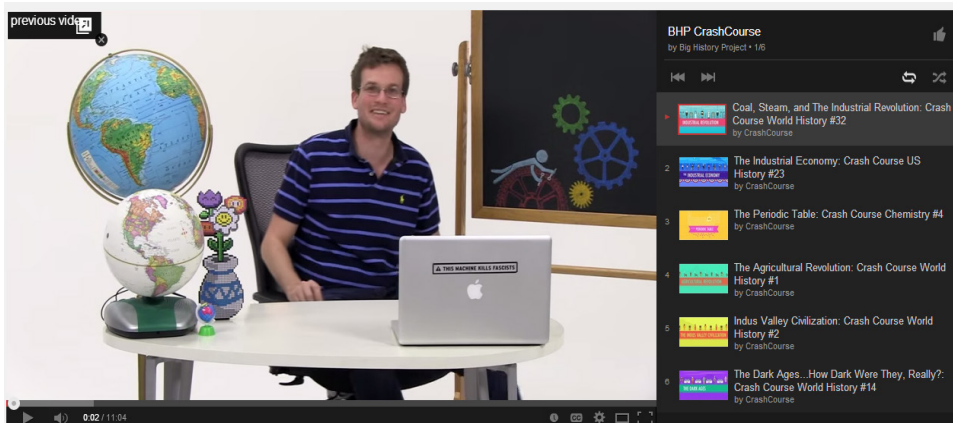 previous vide
BHP CrashCourse
by Big History Project • 1/6
Coal, Steam, and The Industrial Revolution: Crash
Course World History #32
by CrashCourse
2
The Industrial Economy: Crash Course US
History #23
by CrashCourse
3
The Periodic Table: Crash Course Chemistry #4
by CrashCourse
4
The Agricultural Revolution: Crash Course World
History #1
by CrashCourse
5
Indus Valley Civilization: Crash Course World
History #2
by CrashCourse
6
The Dark Ages...How Dark Were They, Really?:
Crash Course World History #14
by CrashCourse
THIS MACHINE KILLS FASCISTS
0:02 / 11:04
CC